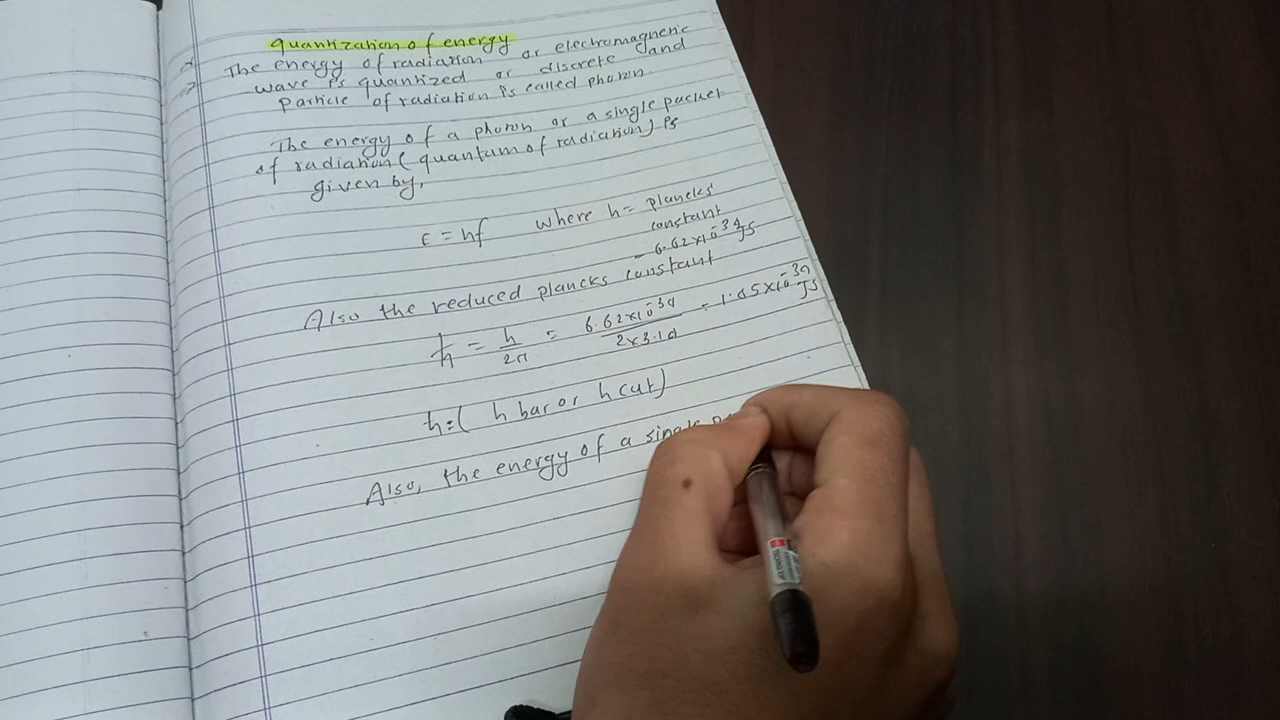 quantization of energy
The energy of radiation or electromagnetic
wave is quantized or discrete and
particle of radiation is called photon.
The energy of a photon or a single packet
of radiation (quantum of radiation) is
given by,
E = hf where h = plancks'
constant
= 6.62×10⁻³⁴ JS
Also the reduced plancks constant
ħ = h/2π = 6.62×10⁻³⁴/2×3.14 = 1.05×10⁻³⁴ JS
ħ = ( h bar or h cut)
Also, the energy of a single